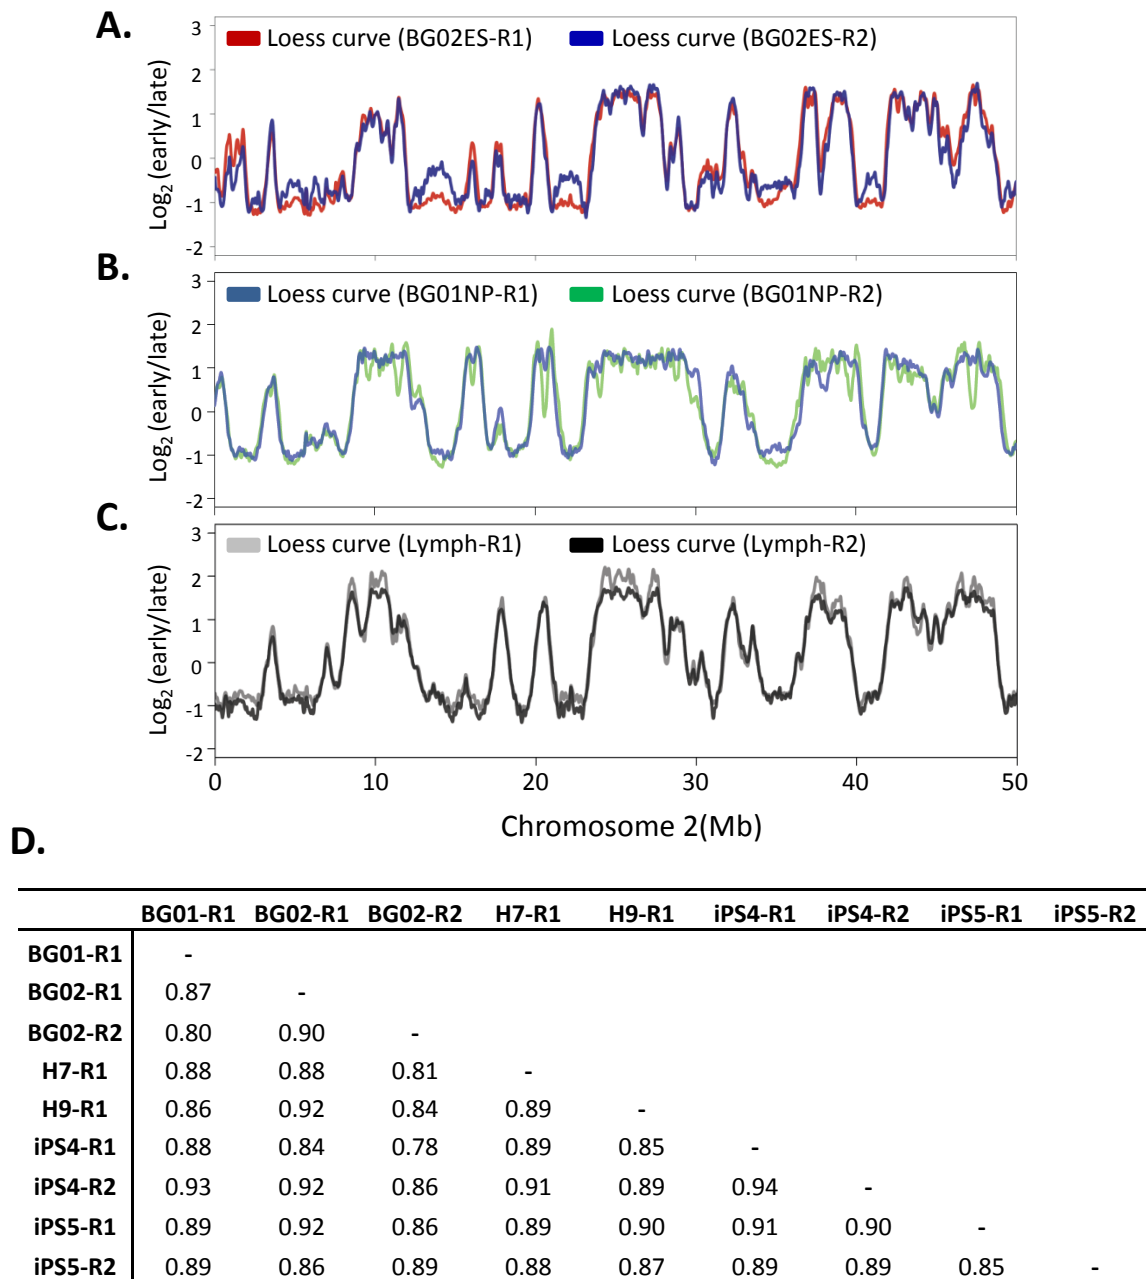 A.
3
2
1
0
-1
-2
Log2 (early/late)
Loess curve (BG02ES-R1) Loess curve (BG02ES-R2)
B.
3
2
1
0
-1
-2
Log2 (early/late)
Loess curve (BG01NP-R1) Loess curve (BG01NP-R2)
C.
3
2
1
0
-1
-2
Log2 (early/late)
Loess curve (Lymph-R1) Loess curve (Lymph-R2)
0 10 20 30 40 50
Chromosome 2(Mb)
D.
BG01-R1 BG02-R1 BG02-R2 H7-R1 H9-R1 iPS4-R1 iPS4-R2 iPS5-R1 iPS5-R2
BG01-R1 -
BG02-R1 0.87 -
BG02-R2 0.80 0.90 -
H7-R1 0.88 0.88 0.81 -
H9-R1 0.86 0.92 0.84 0.89 -
iPS4-R1 0.88 0.84 0.78 0.89 0.85 -
iPS4-R2 0.93 0.92 0.86 0.91 0.89 0.94 -
iPS5-R1 0.89 0.92 0.86 0.89 0.90 0.91 0.90 -
iPS5-R2 0.89 0.86 0.89 0.88 0.87 0.89 0.89 0.85 -